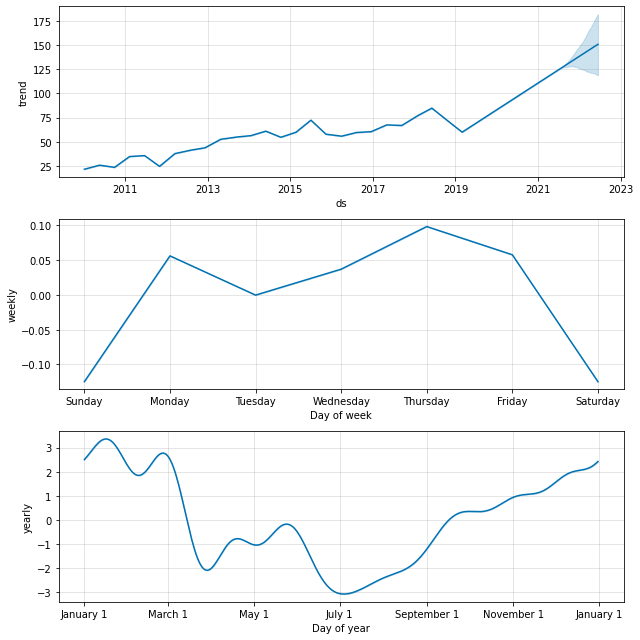 175
150
125
100
75
50
25
trend
2011 2013 2015 2017 2019 2021 2023
ds
0.10
0.05
0.00
−0.05
−0.10
weekly
Sunday Monday Tuesday Wednesday Thursday Friday Saturday
Day of week
3
2
1
0
−1
−2
−3
yearly
January 1 March 1 May 1 July 1 September 1 November 1 January 1
Day of year